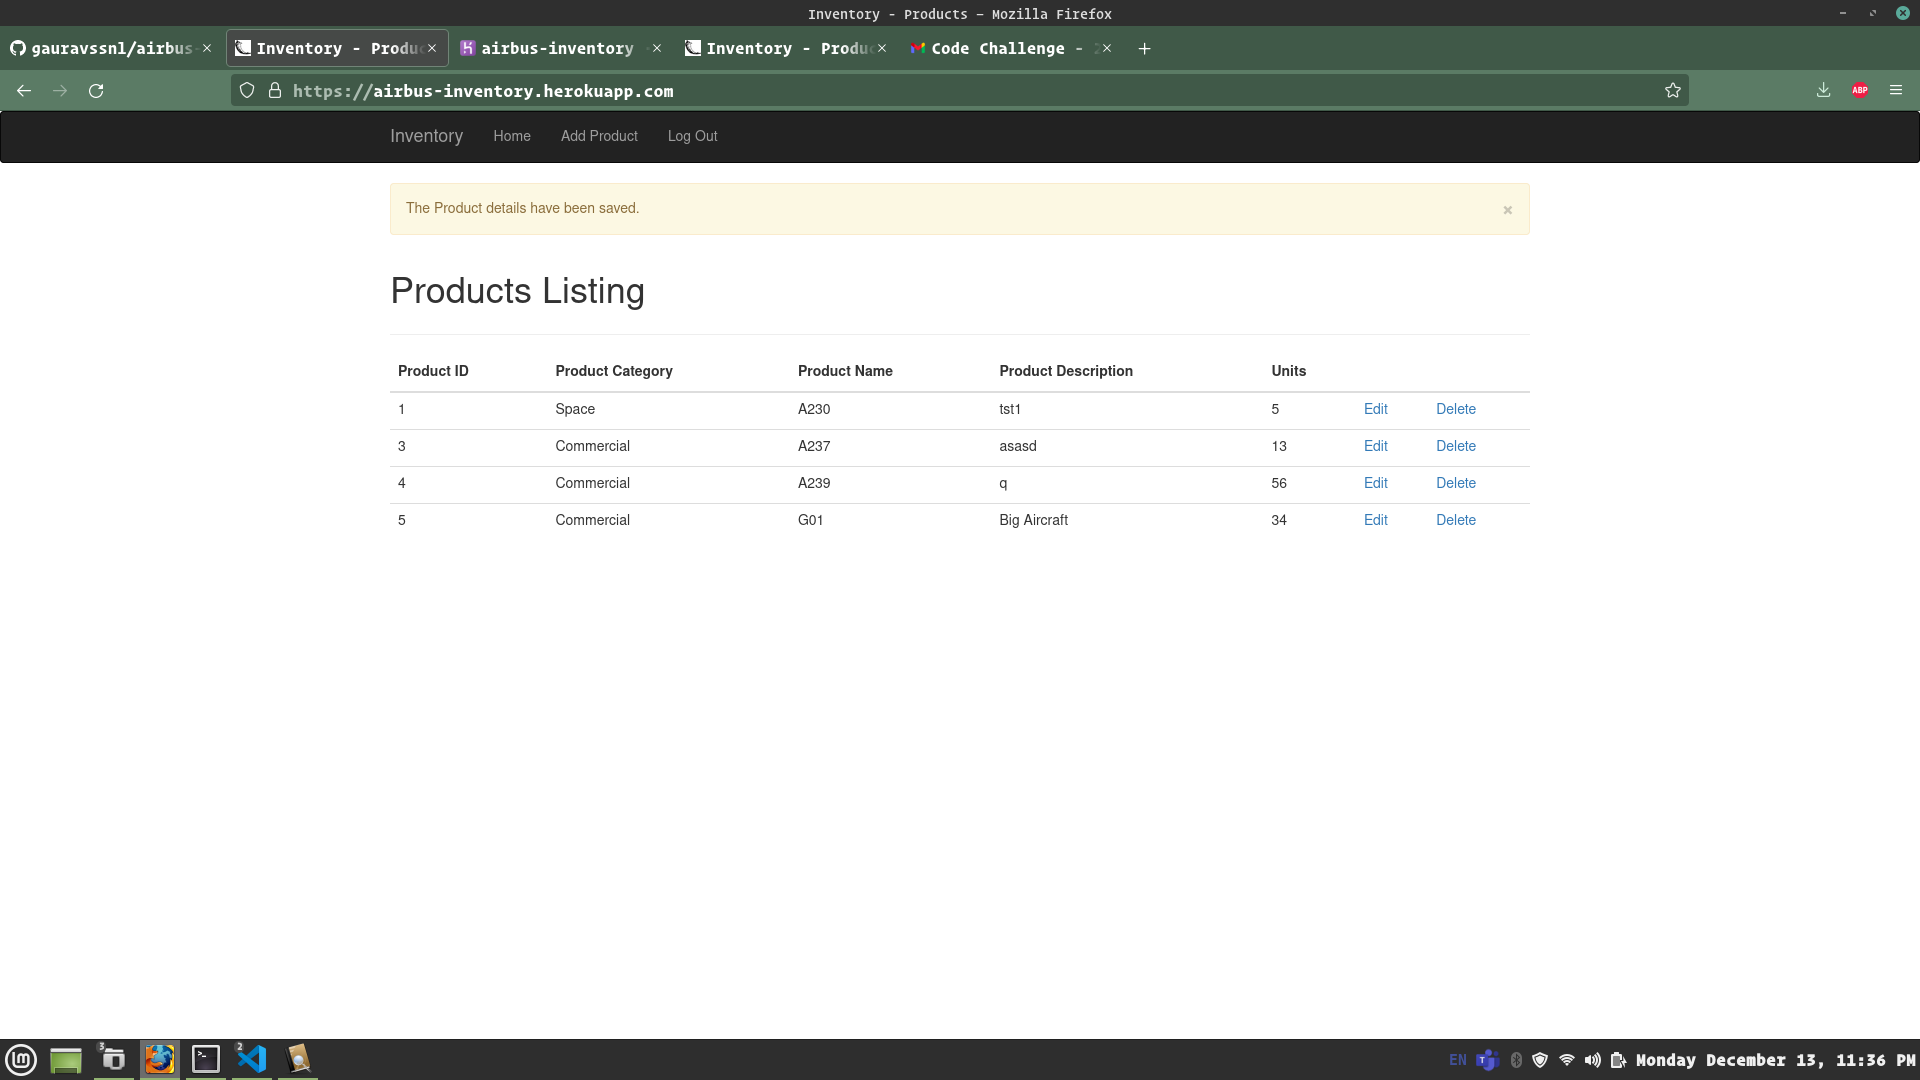 Inventory - Products — Mozilla Firefox
gauravssnl/airbus-
Inventory - Produc
airbus-inventory
Inventory - Produc
Code Challenge -
https://airbus-inventory.herokuapp.com
ABP
Inventory Home Add Product Log Out
The Product details have been saved. ×
Products Listing
Product ID Product Category Product Name Product Description Units
1 Space A230 tst1 5 Edit Delete
3 Commercial A237 asasd 13 Edit Delete
4 Commercial A239 q 56 Edit Delete
5 Commercial G01 Big Aircraft 34 Edit Delete
3 2 EN Monday December 13, 11:36 PM